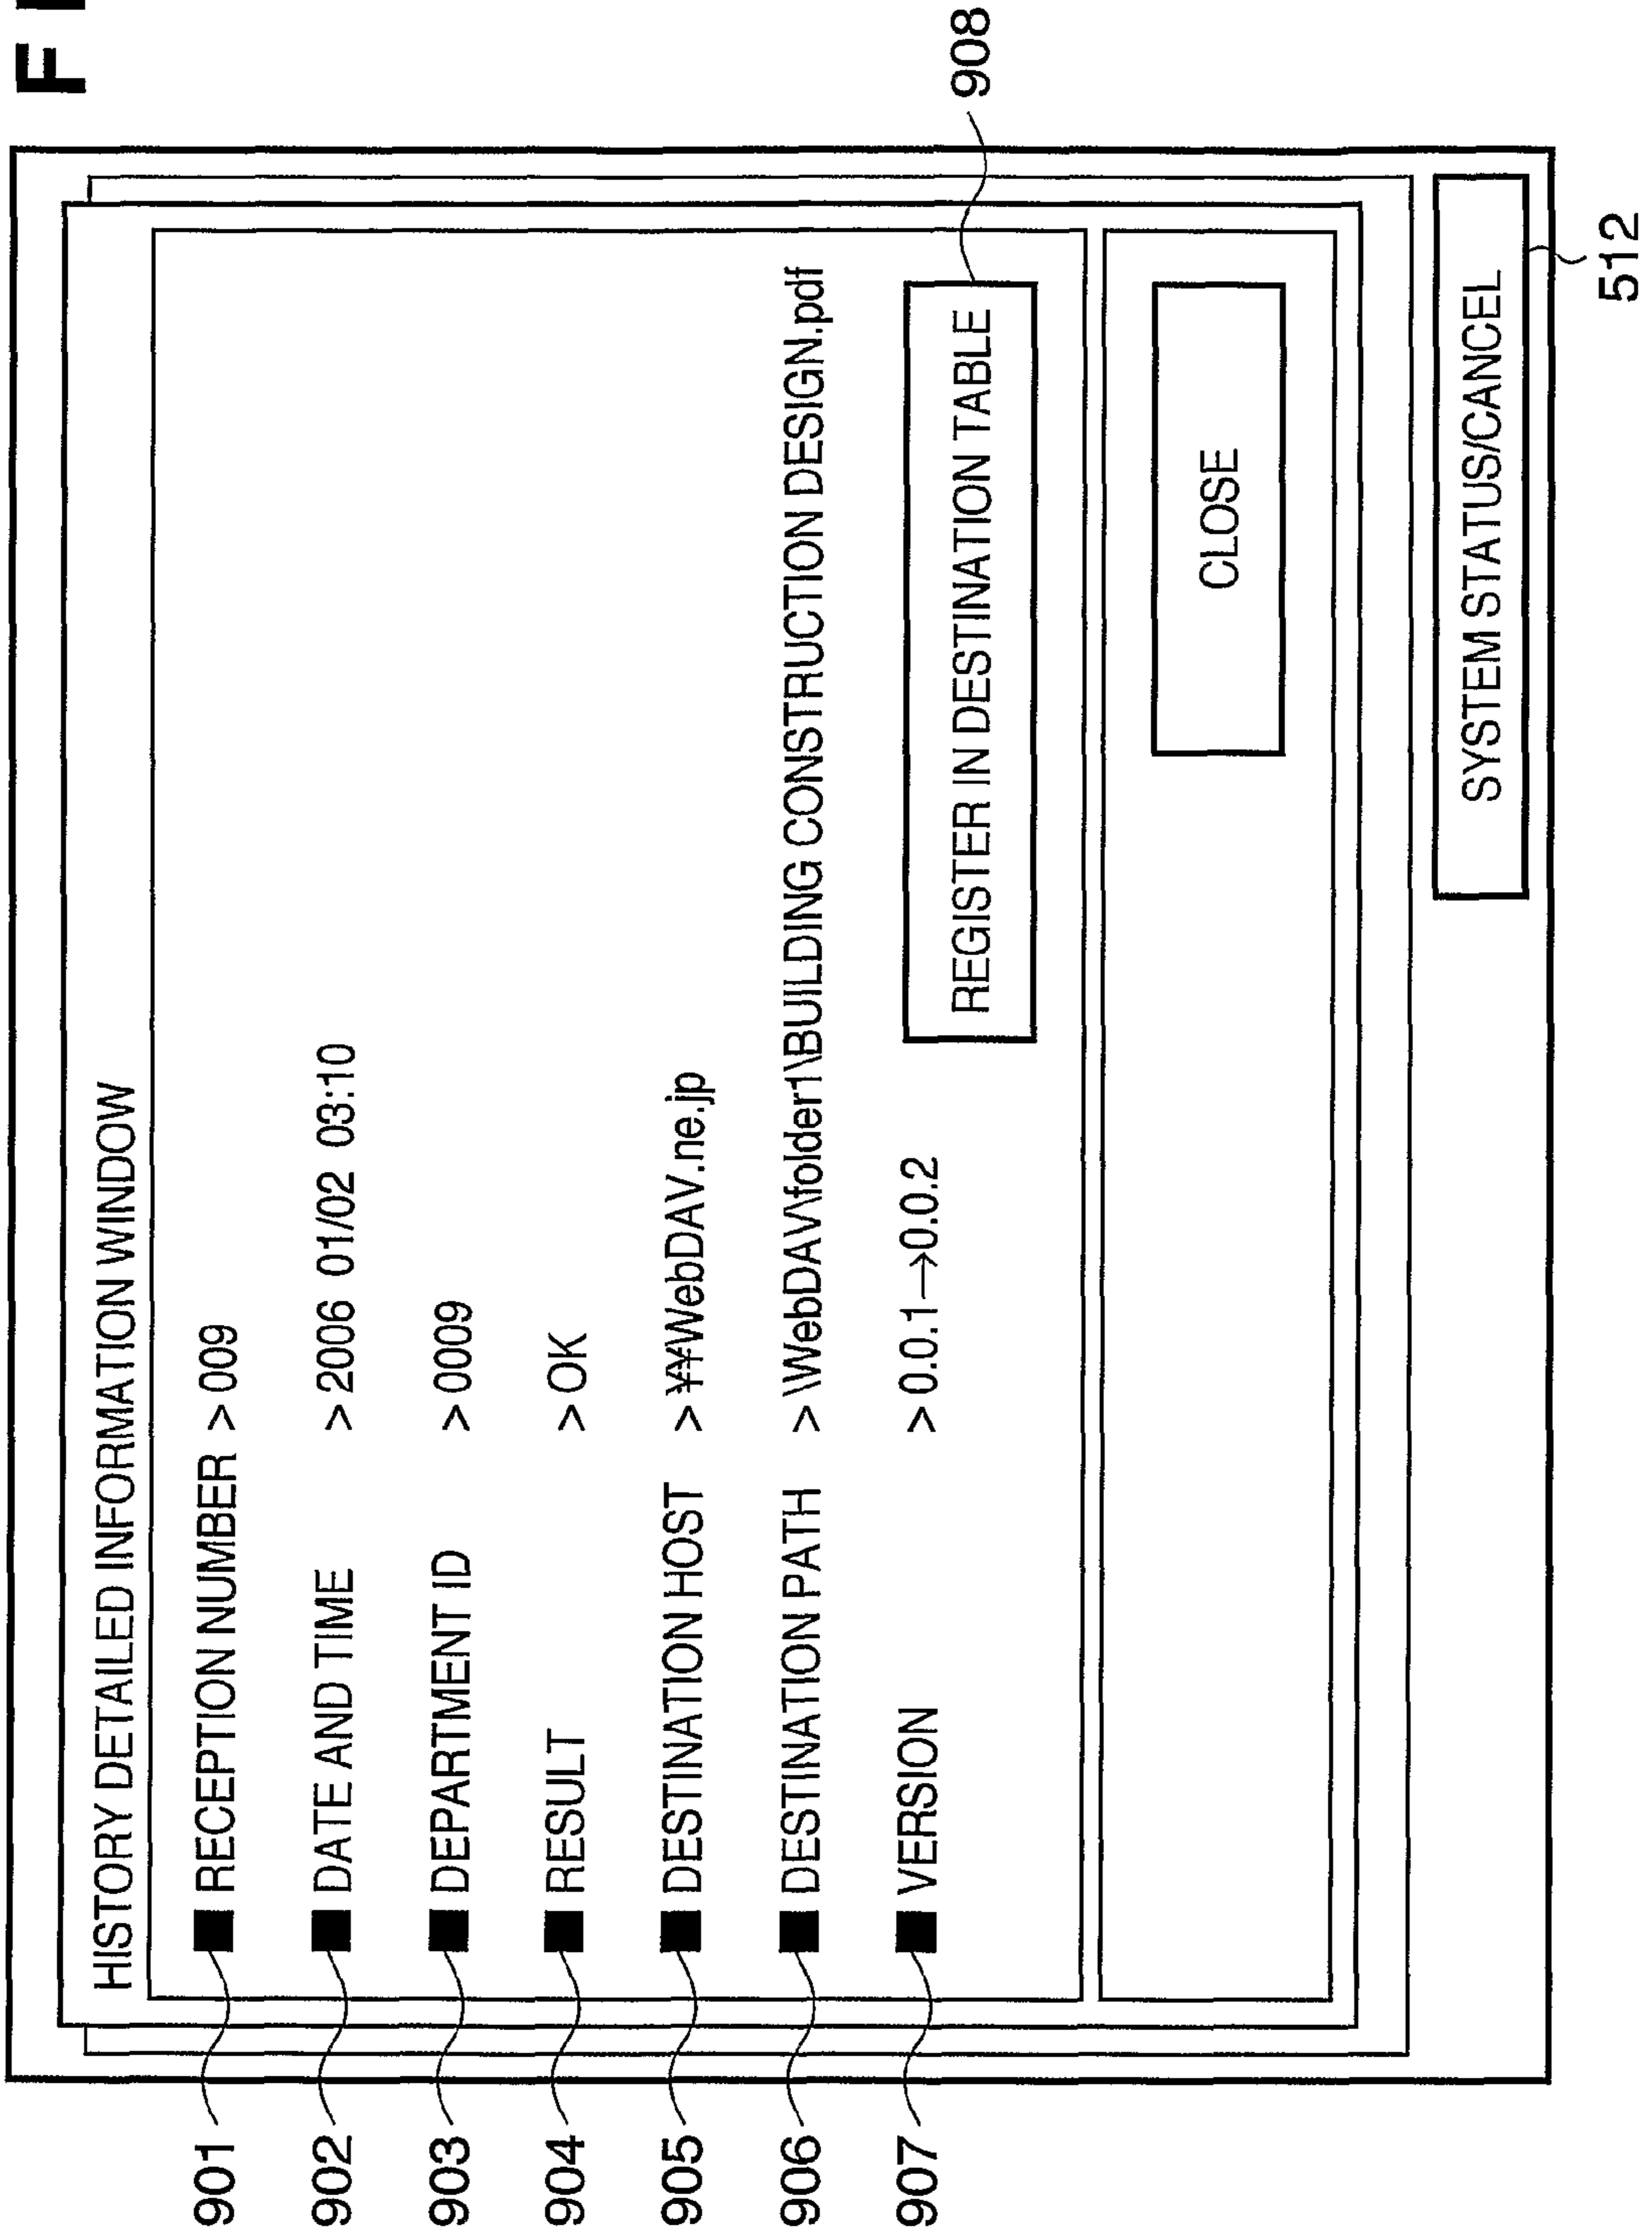 HISTORY DETAILED INFORMATION WINDOW
901 ■ RECEPTION NUMBER > 009
902 ■ DATE AND TIME > 2006 01/02 03:10
903 ■ DEPARTMENT ID > 0009
904 ■ RESULT > OK
905 ■ DESTINATION HOST > ¥¥WebDAV.ne.jp
906 ■ DESTINATION PATH > \WebDAV\folder1\BUILDING CONSTRUCTION DESIGN.pdf
907 ■ VERSION > 0.0.1→0.0.2
REGISTER IN DESTINATION TABLE 908
CLOSE
SYSTEM STATUS/CANCEL
512